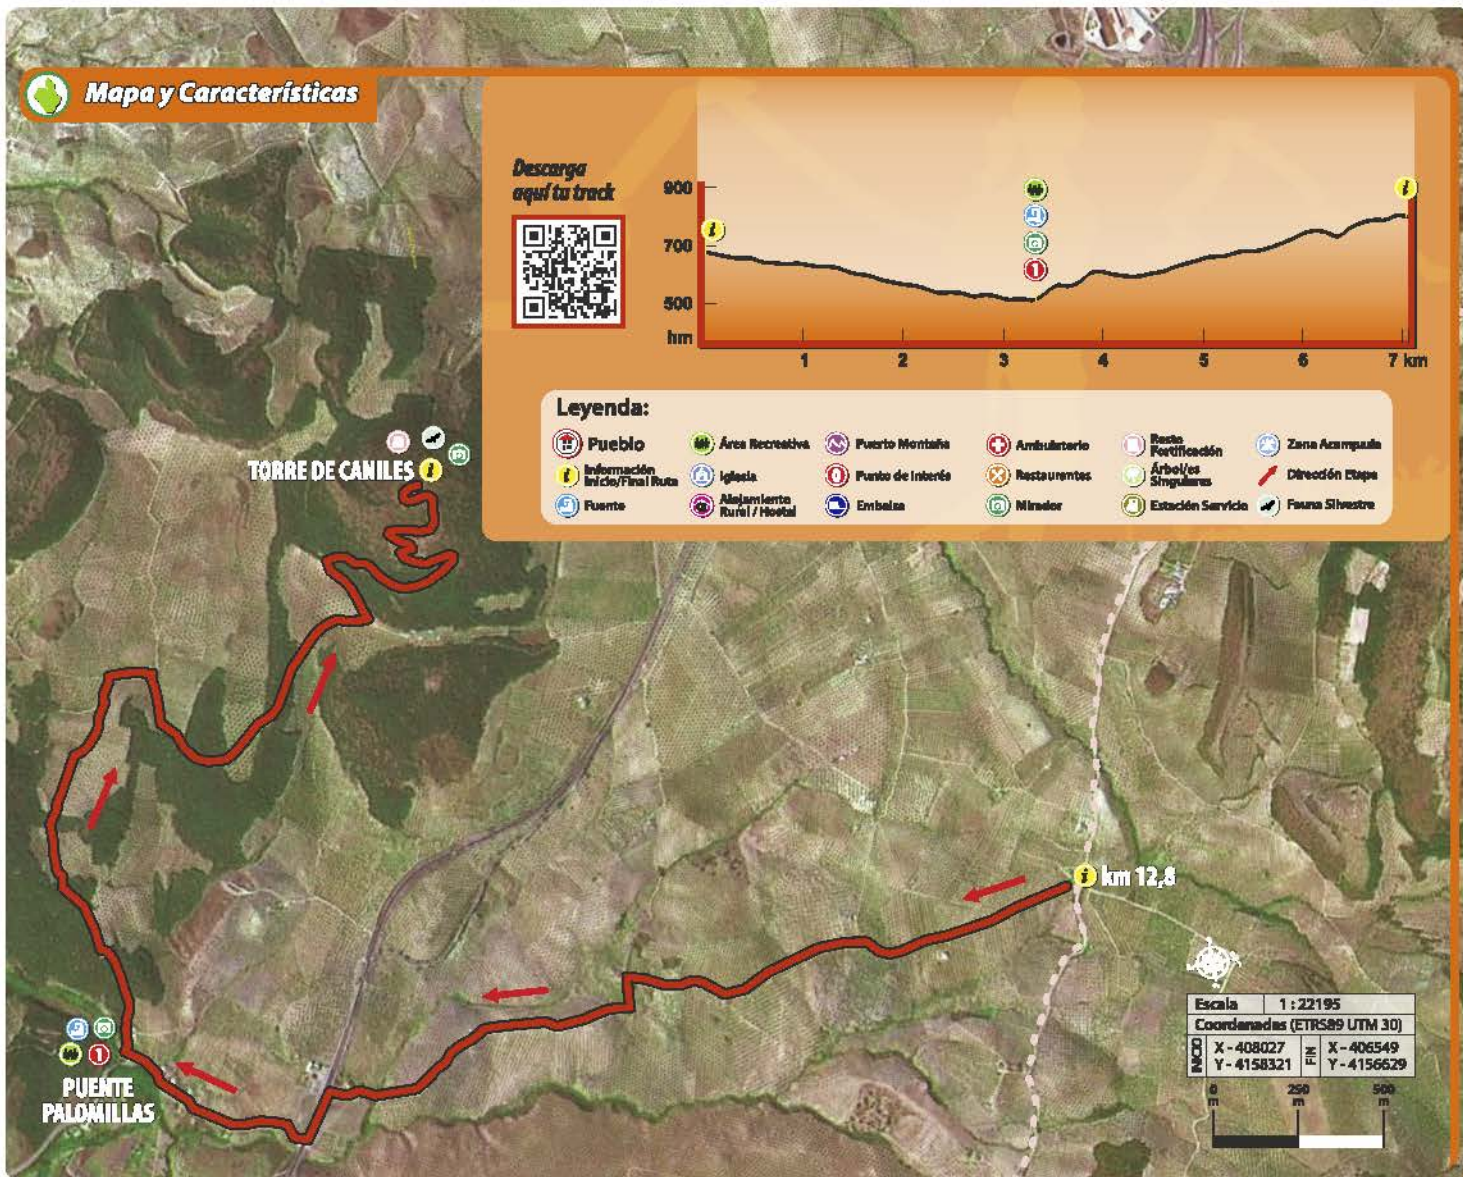 Mapa y Características
Descarga
aquí tu track
900
700
500
hm
1
2
3
4
5
6
7 km
i
i
1
Leyenda:
Pueblo
Área Recreativa
Puerto Montaña
Ambulatorio
Resto
Fortificación
Zona Acampada
Información
Inicio/Final Ruta
Iglesia
Punto de Interés
Restaurentes
Árbol/es
Singulares
Dirección Etapa
Fuente
Alojamiento
Rural / Hostal
Embalse
Mirador
Estación Servicio
Fauna Silvestre
TORRE DE CANILES
i
i
km 12,8
1
PUENTE
PALOMILLAS
Escala 1 : 22195
Coordenadas (ETRS89 UTM 30)
INICIO
X - 408027
Y - 4158321
FIN
X - 406549
Y - 4156629
0 m
250 m
500 m